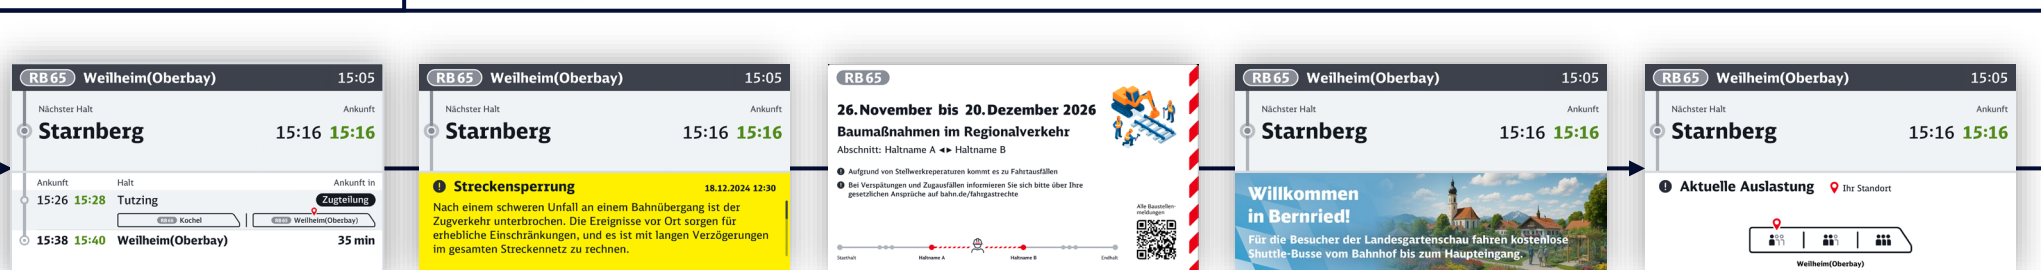 RB 65 Weilheim(Oberbay) 15:05
Nächster Halt Ankunft
Starnberg 15:16 15:16
Ankunft Halt Ankunft in
15:26 15:28 Tutzing Zugteilung
RB 65 Kochel RB 65 Weilheim(Oberbay)
15:38 15:40 Weilheim(Oberbay) 35 min
RB 65 Weilheim(Oberbay) 15:05
Nächster Halt Ankunft
Starnberg 15:16 15:16
Streckensperrung 18.12.2024 12:30
Nach einem schweren Unfall an einem Bahnübergang ist der
Zugverkehr unterbrochen. Die Ereignisse vor Ort sorgen für
erhebliche Einschränkungen, und es ist mit langen Verzögerungen
im gesamten Streckennetz zu rechnen.
RB 65
26. November bis 20. Dezember 2026
Baumaßnahmen im Regionalverkehr
Abschnitt: Haltname A ◄► Haltname B
Aufgrund von Stellwerkreperaturen kommt es zu Fahrtausfällen
Bei Verspätungen und Zugausfällen informieren Sie sich bitte über Ihre
gesetzlichen Ansprüche auf bahn.de/fahrgastrechte
Alle Baustellen-
meldungen
Starthalt Haltname A Haltname B Endhalt
RB 65 Weilheim(Oberbay) 15:05
Nächster Halt Ankunft
Starnberg 15:16 15:16
Willkommen
in Bernried!
Für die Besucher der Landesgartenschau fahren kostenlose
Shuttle-Busse vom Bahnhof bis zum Haupteingang.
RB 65 Weilheim(Oberbay) 15:05
Nächster Halt Ankunft
Starnberg 15:16 15:16
Aktuelle Auslastung Ihr Standort
Weilheim(Oberbay)